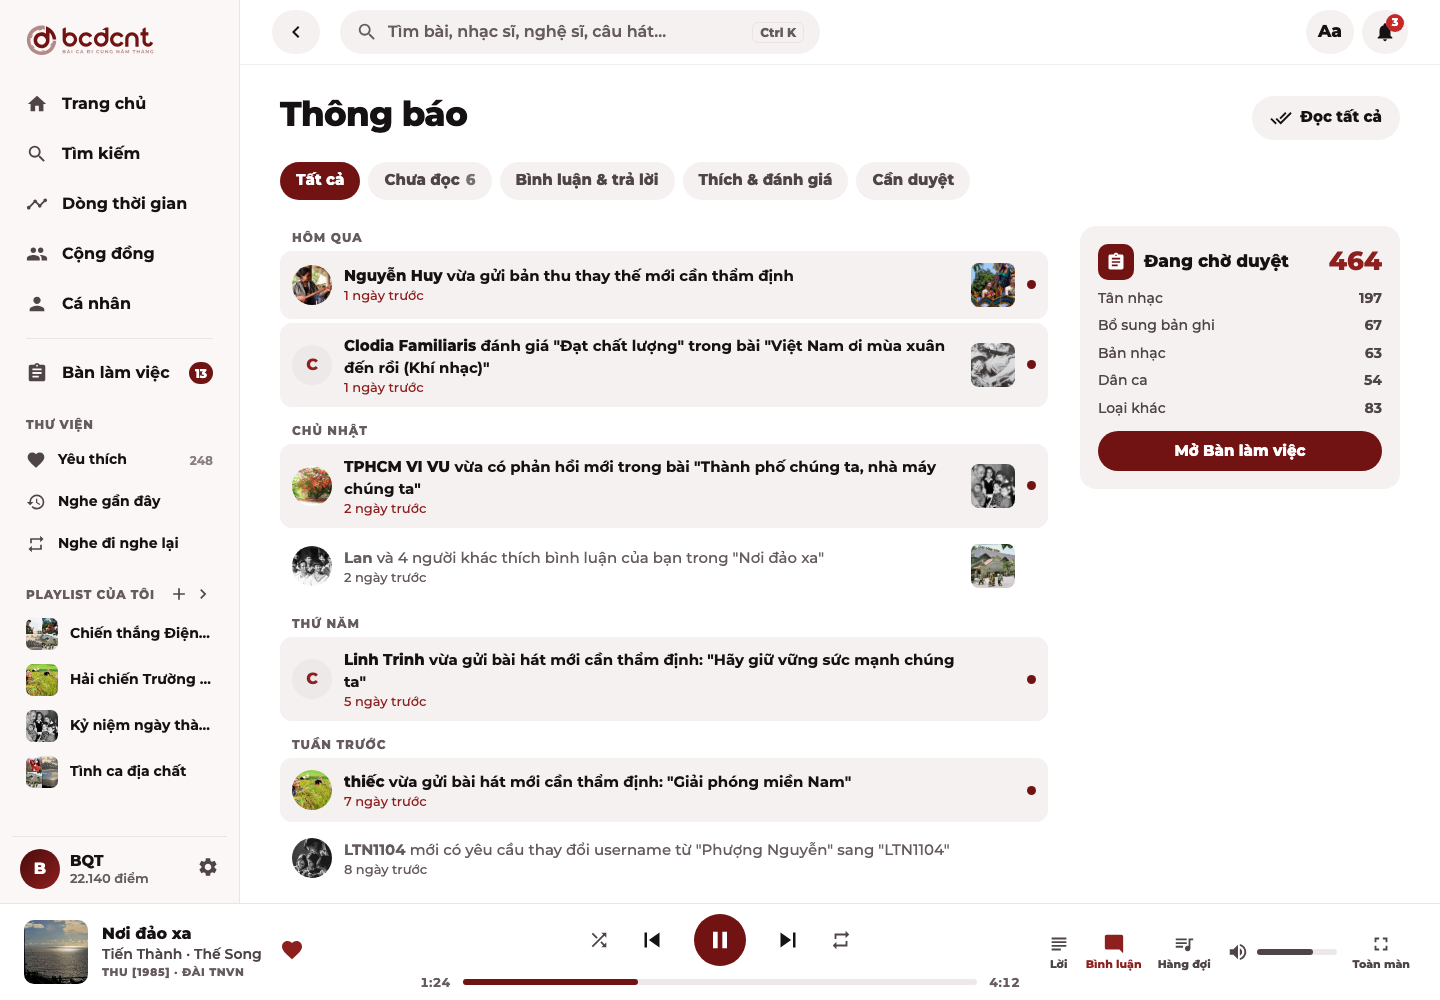 bcdcnt
BÀI CA ĐI CÙNG NĂM THÁNG
Trang chủ
Tìm kiếm
Dòng thời gian
Cộng đồng
Cá nhân
Bàn làm việc 13
THƯ VIỆN
Yêu thích 248
Nghe gần đây
Nghe đi nghe lại
PLAYLIST CỦA TÔI
Chiến thắng Điện...
Hải chiến Trường ...
Kỷ niệm ngày thà...
Tình ca địa chất
B
BQT
22.140 điểm
Tìm bài, nhạc sĩ, nghệ sĩ, câu hát... Ctrl K
Aa
3
Thông báo
Đọc tất cả
Tất cả
Chưa đọc 6
Bình luận & trả lời
Thích & đánh giá
Cần duyệt
HÔM QUA
Nguyễn Huy vừa gửi bản thu thay thế mới cần thẩm định
1 ngày trước
C
Clodia Familiaris đánh giá "Đạt chất lượng" trong bài "Việt Nam ơi mùa xuân
đến rồi (Khí nhạc)"
1 ngày trước
CHỦ NHẬT
TPHCM VI VU vừa có phản hồi mới trong bài "Thành phố chúng ta, nhà máy
chúng ta"
2 ngày trước
Lan và 4 người khác thích bình luận của bạn trong "Nơi đảo xa"
2 ngày trước
THỨ NĂM
C
Linh Trinh vừa gửi bài hát mới cần thẩm định: "Hãy giữ vững sức mạnh chúng
ta"
5 ngày trước
TUẦN TRƯỚC
thiếc vừa gửi bài hát mới cần thẩm định: "Giải phóng miền Nam"
7 ngày trước
LTN1104 mới có yêu cầu thay đổi username từ "Phượng Nguyễn" sang "LTN1104"
8 ngày trước
Đang chờ duyệt 464
Tân nhạc 197
Bổ sung bản ghi 67
Bản nhạc 63
Dân ca 54
Loại khác 83
Mở Bàn làm việc
Nơi đảo xa
Tiến Thành · Thế Song
THU [1985] · ĐÀI TNVN
1:24
4:12
Lời
Bình luận
Hàng đợi
Toàn màn